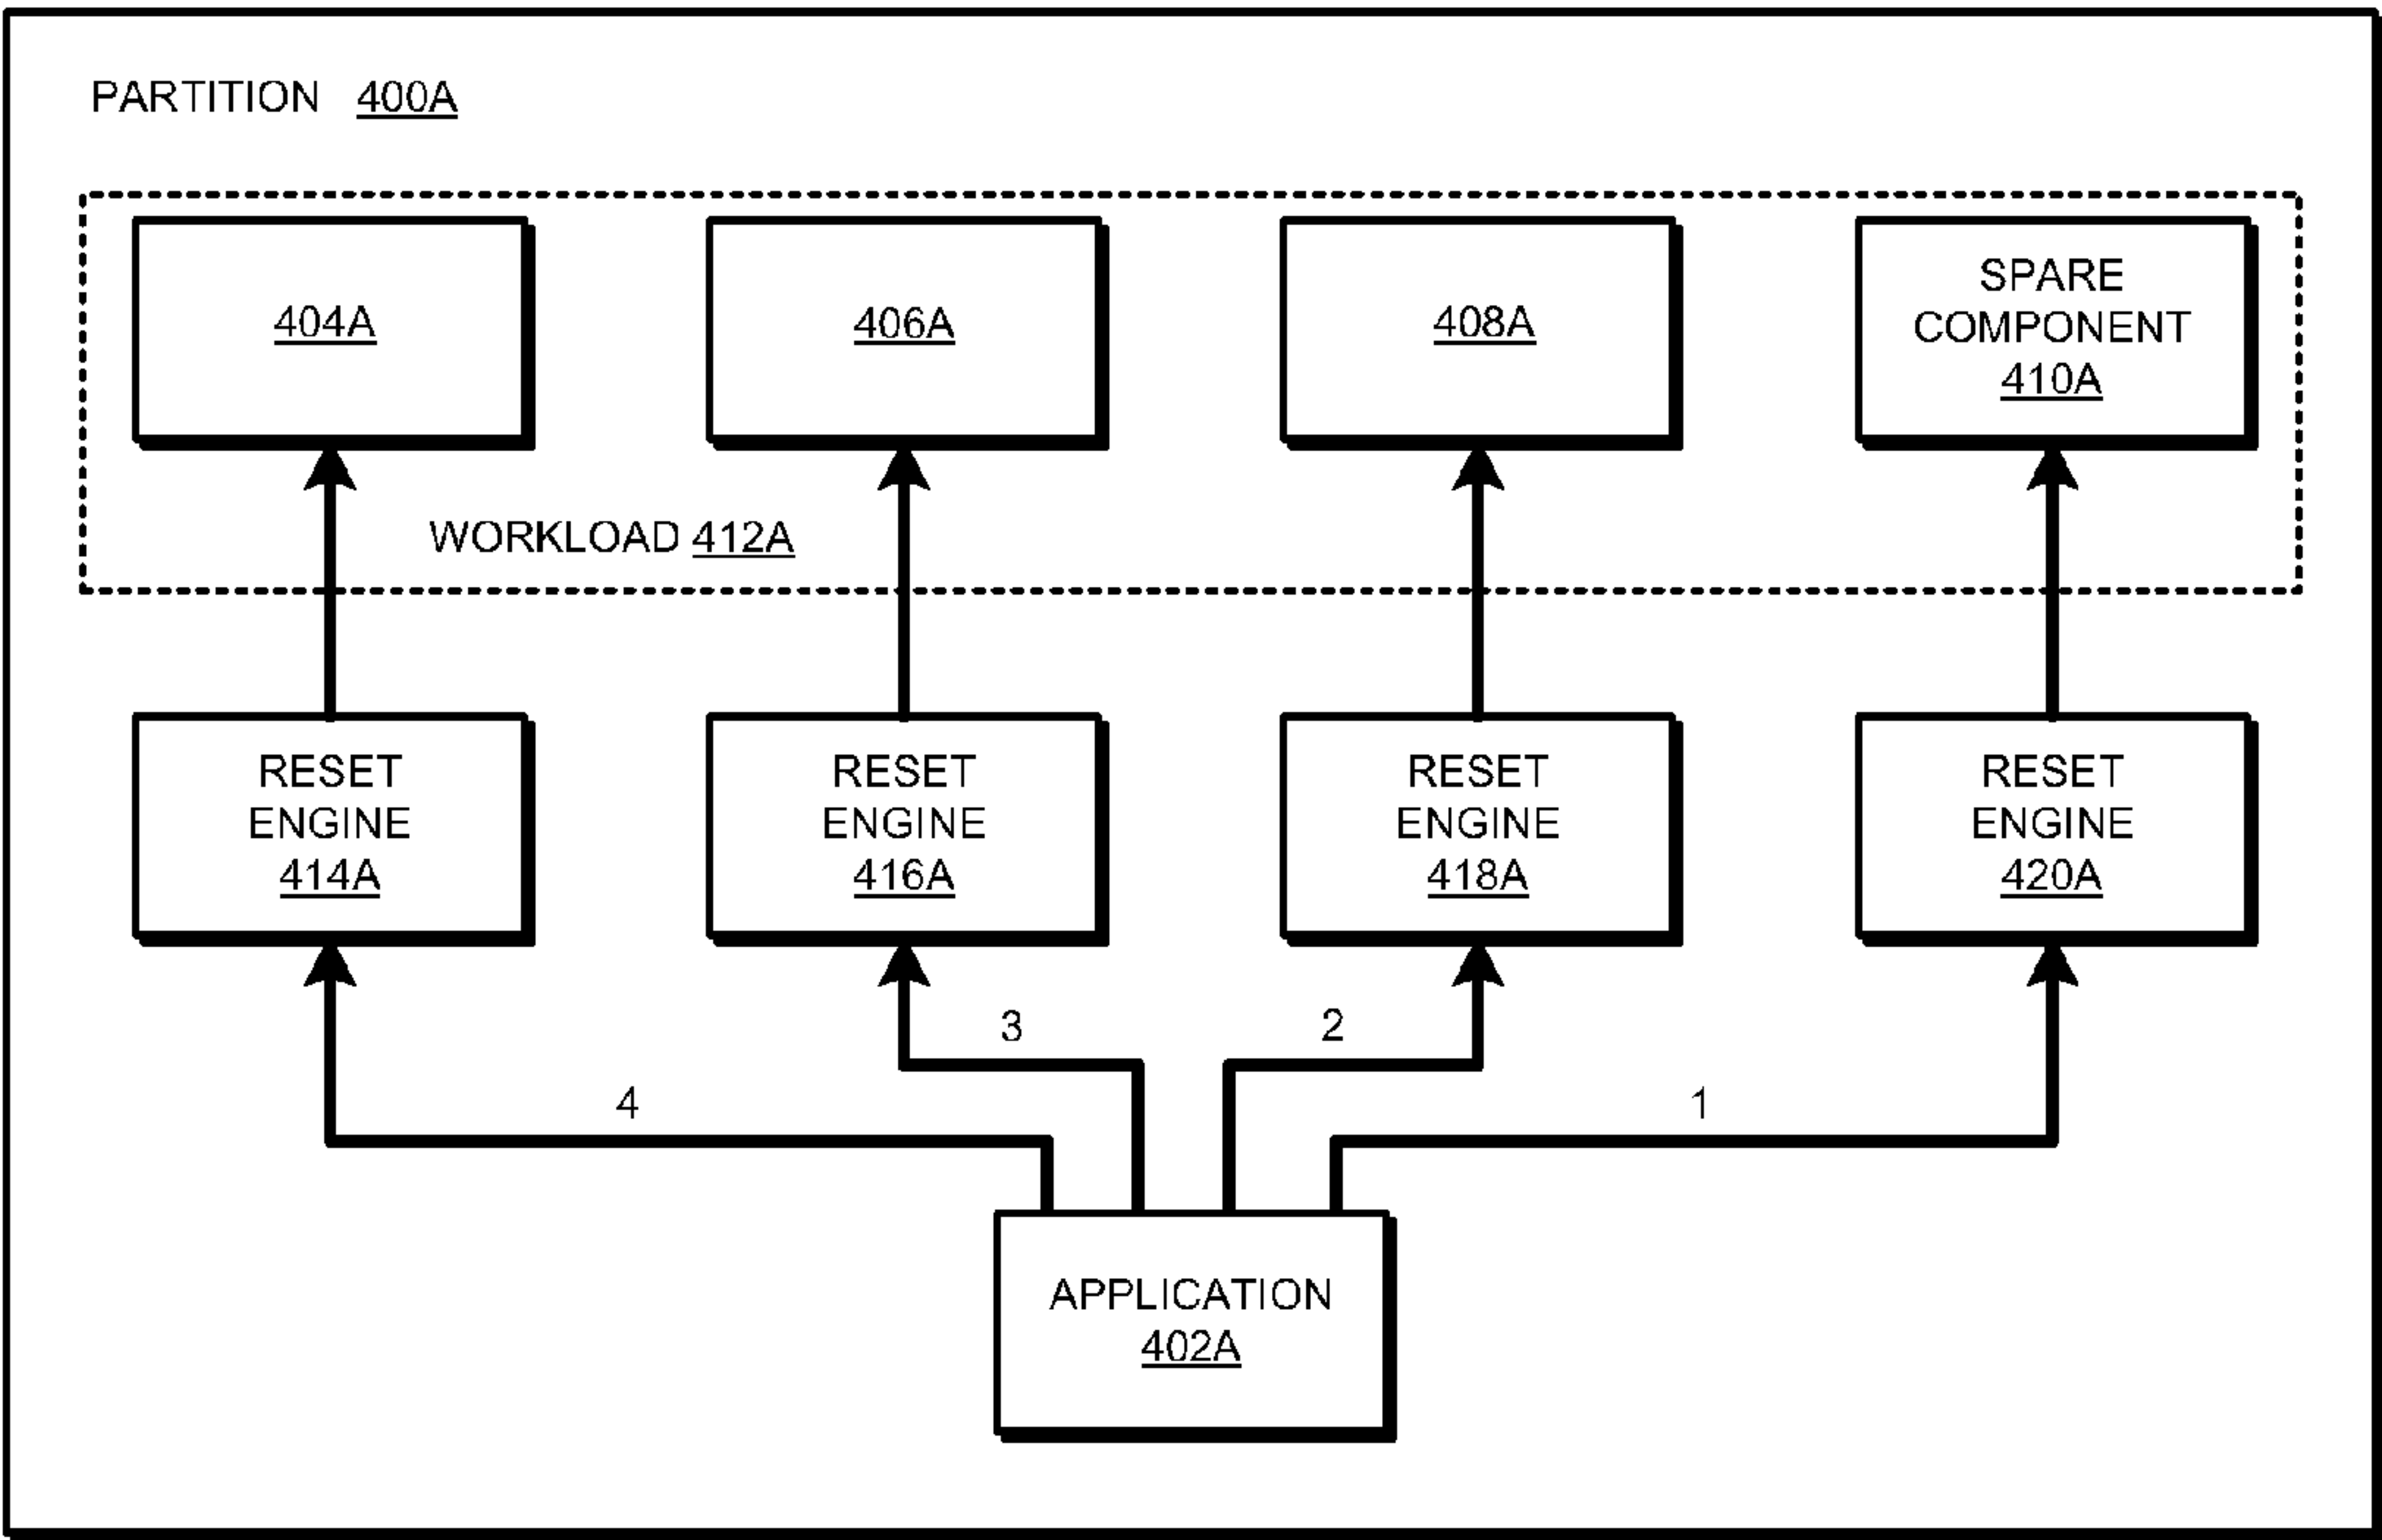 PARTITION 400A
404A
406A
408A
SPARE
COMPONENT
410A
WORKLOAD 412A
RESET
ENGINE
414A
RESET
ENGINE
416A
RESET
ENGINE
418A
RESET
ENGINE
420A
3
2
4
1
APPLICATION
402A